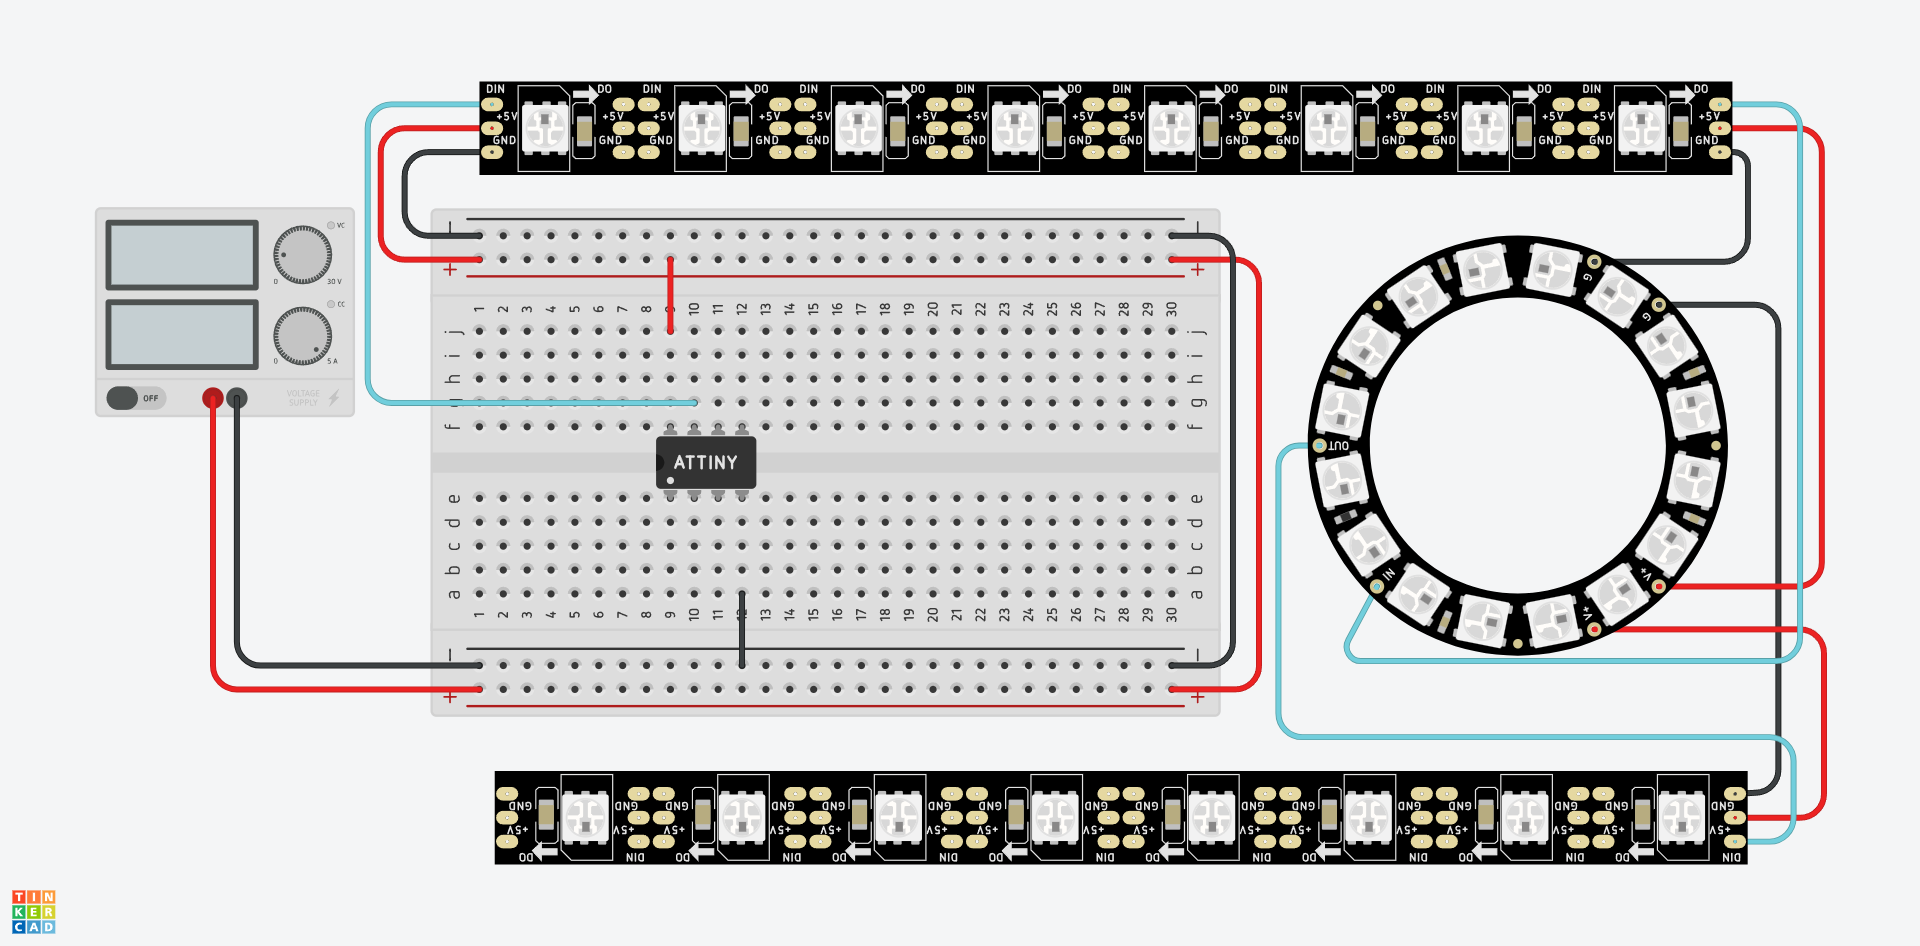 DIN +5V GND DO +5V GND DIN +5V GND DO +5V GND DIN +5V GND DO +5V GND DIN +5V GND DO +5V GND DIN +5V GND DO +5V GND DIN +5V GND DO +5V GND DIN +5V GND DO +5V GND DIN +5V GND DO +5V GND
VC
0 30 V
CC
0 5 A
OFF
VOLTAGE
SUPPLY
| |
+ +
1 2 3 4 5 6 7 8 9 10 11 12 13 14 15 16 17 18 19 20 21 22 23 24 25 26 27 28 29 30
j j
i i
h h
g g
f f
ATTINY
e e
d d
c c
b b
a a
1 2 3 4 5 6 7 8 9 10 11 12 13 14 15 16 17 18 19 20 21 22 23 24 25 26 27 28 29 30
| |
+ +
G
G
OUT
IN
V+
V+
GND +5V DO GND +5V DIN GND +5V DO GND +5V DIN GND +5V DO GND +5V DIN GND +5V DO GND +5V DIN GND +5V DO GND +5V DIN GND +5V DO GND +5V DIN GND +5V DO GND +5V DIN GND +5V DO GND +5V DIN
TIN
KER
CAD